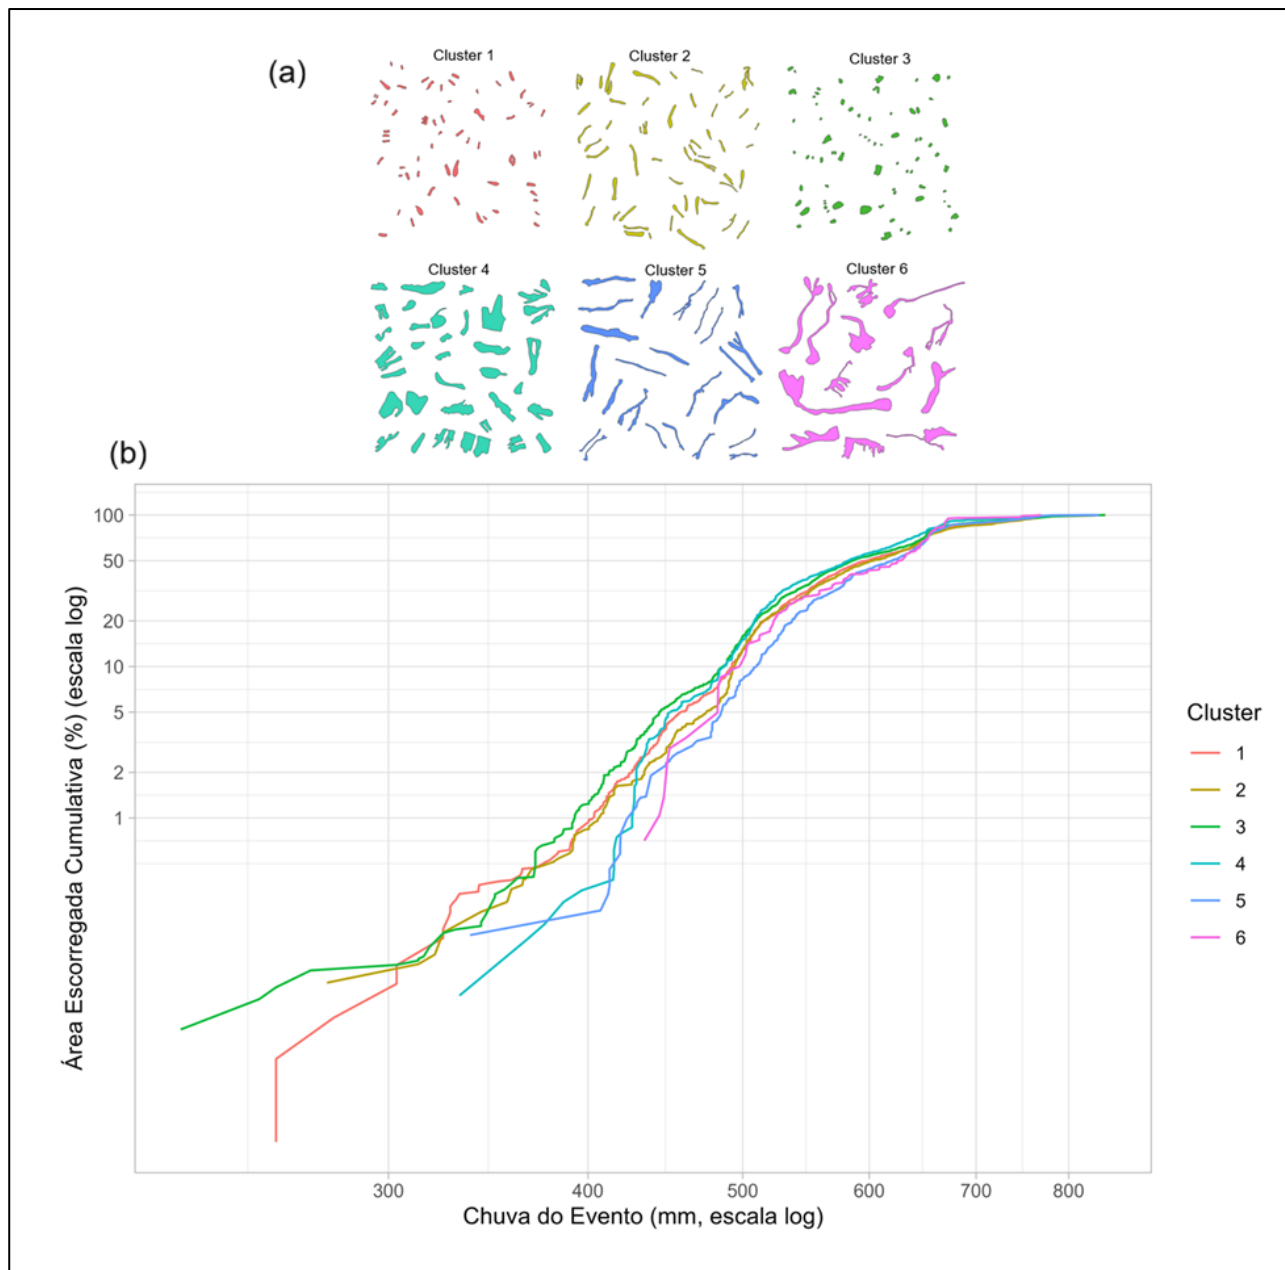 (a)
Cluster 1
Cluster 2
Cluster 3
Cluster 4
Cluster 5
Cluster 6
(b)
Área Escorregada Cumulativa (%) (escala log)
100
50
20
10
5
2
1
300
400
500
600
700
800
Chuva do Evento (mm, escala log)
Cluster
1
2
3
4
5
6